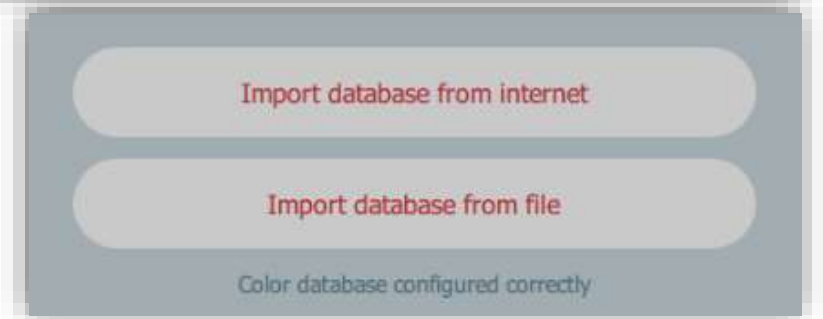 Import database from internet
Import database from file
Color database configured correctly